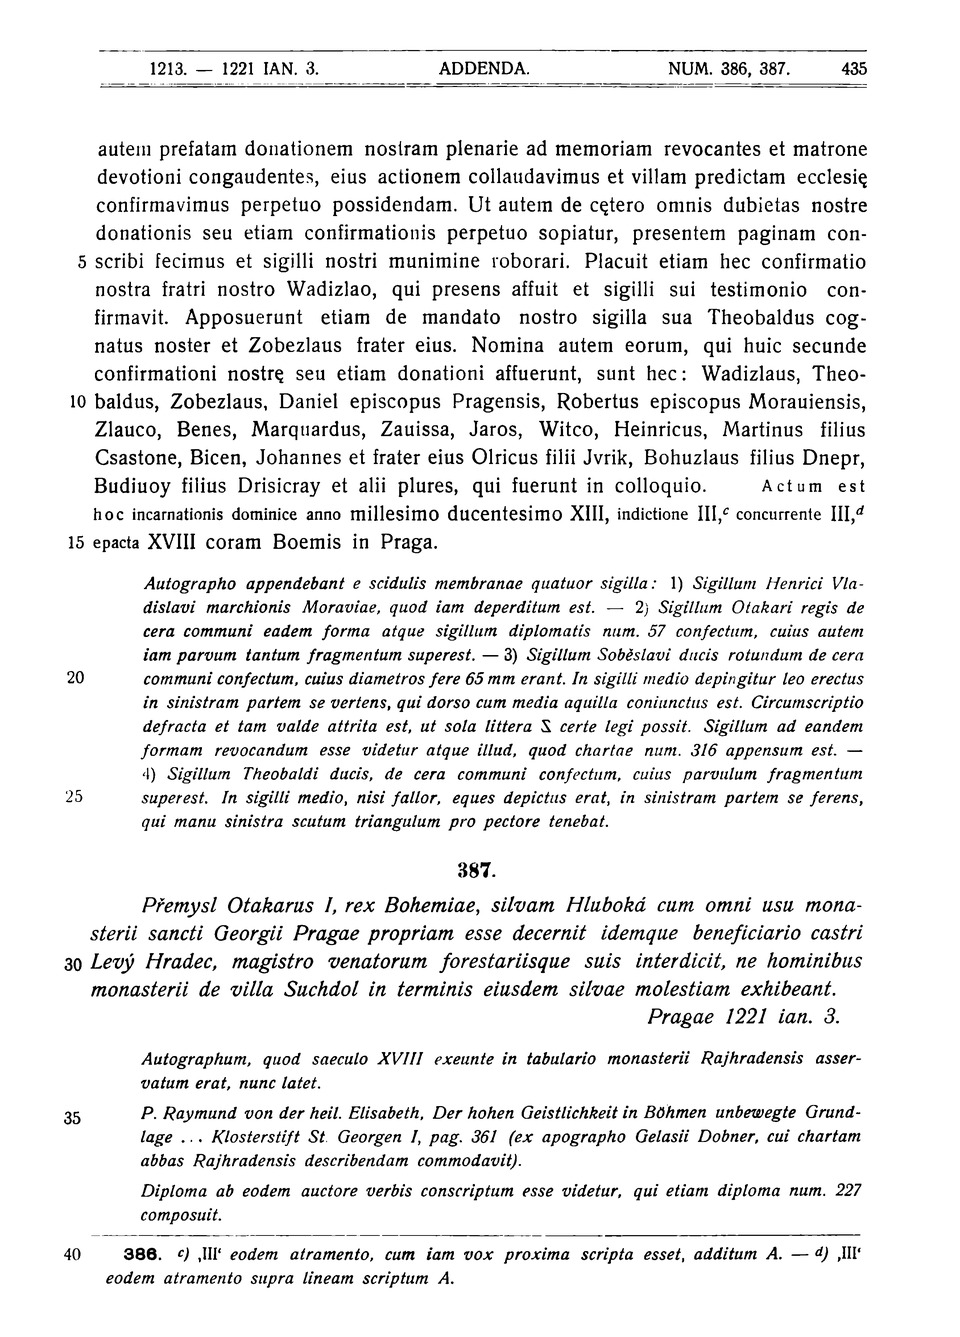 1213. — 1221 IAN. 3. ADDENDA. NUM. 386, 387. 435
autem prefatam donationem nostram plenarie ad memoriam revocantes et matrone
devotioni congaudentes, eius actionem collaudavimus et villam predictam ecclesię
confirmavimus perpetuo possidendam. Ut autem de cętero omnis dubietas nostre
donationis seu etiam confirmationis perpetuo sopiatur, presentem paginam con-
5 scribi fecimus et sigilli nostri munimine roborari. Placuit etiam hec confirmatio
nostra fratri nostro Wadizlao, qui presens affuit et sigilli sui testimonio con-
firmavit. Apposuerunt etiam de mandato nostro sigilla sua Theobaldus cog-
natus noster et Zobezlaus frater eius. Nomina autem eorum, qui huic secunde
confirmationi nostrę seu etiam donationi affuerunt, sunt hec: Wadizlaus, Theo-
10 baldus, Zobezlaus, Daniel episcopus Pragensis, Robertus episcopus Morauiensis,
Zlauco, Benes, Marquardus, Zauissa, Jaros, Witco, Heinricus, Martinus filius
Csastone, Bicen, Johannes et frater eius Olricus filii Jvrik, Bohuzlaus filius Dnepr,
Budiuoy filius Drisicray et alii plures, qui fuerunt in colloquio. Actum est
hoc incarnationis dominice anno millesimo ducentesimo XIII, indictione III,c concurrente III,d
15 epacta XVIII coram Boemis in Praga.
Autographo appendebant e scidulis membranae quatuor sigilla: 1) Sigillum Henrici Vla-
dislavi marchionis Moraviae, quod iam deperditum est. — 2) Sigillum Otakari regis de
cera communi eadem forma atque sigillum diplomatis num. 57 confectum, cuius autem
iam parvum tantum fragmentum superest. — 3) Sigillum Soběslavi ducis rotundum de cera
20 communi confectum, cuius diametros fere 65 mm erant. In sigilli medio depingitur leo erectus
in sinistram partem se vertens, qui dorso cum media aquilla coniunctus est. Circumscriptio
defracta et tam valde attrita est, ut sola littera S certe legi possit. Sigillum ad eandem
formam revocandum esse videtur atque illud, quod chartae num. 316 appensum est. —
4) Sigillum Theobaldi ducis, de cera communi confectum, cuius parvulum fragmentum
25 superest. In sigilli medio, nisi fallor, eques depictus erat, in sinistram partem se ferens,
qui manu sinistra scutum triangulum pro pectore tenebat.
387.
Přemysl Otakarus I, rex Bohemiae, silvam Hluboká cum omni usu mona-
sterii sancti Georgii Pragae propriam esse decernit idemque beneficiario castri
30 Levý Hradec, magistro venatorum forestariisque suis interdicit, ne hominibus
monasterii de villa Suchdol in terminis eiusdem silvae molestiam exhibeant.
Pragae 1221 ian. 3.
Autographum, quod saeculo XVIII exeunte in tabulario monasterii Rajhradensis asser-
vatum erat, nunc latet.
35 P. Raymund von der heil. Elisabeth, Der hohen Geistlichkeit in Böhmen unbewegte Grund-
lage ... Klosterstift St. Georgen I, pag. 361 (ex apographo Gelasii Dobner, cui chartam
abbas Rajhradensis describendam commodavit).
Diploma ab eodem auctore verbis conscriptum esse videtur, qui etiam diploma num. 227
composuit.
40 386. c) ‚III‘ eodem atramento, cum iam vox proxima scripta esset, additum A. — d) ‚III‘
eodem atramento supra lineam scriptum A.